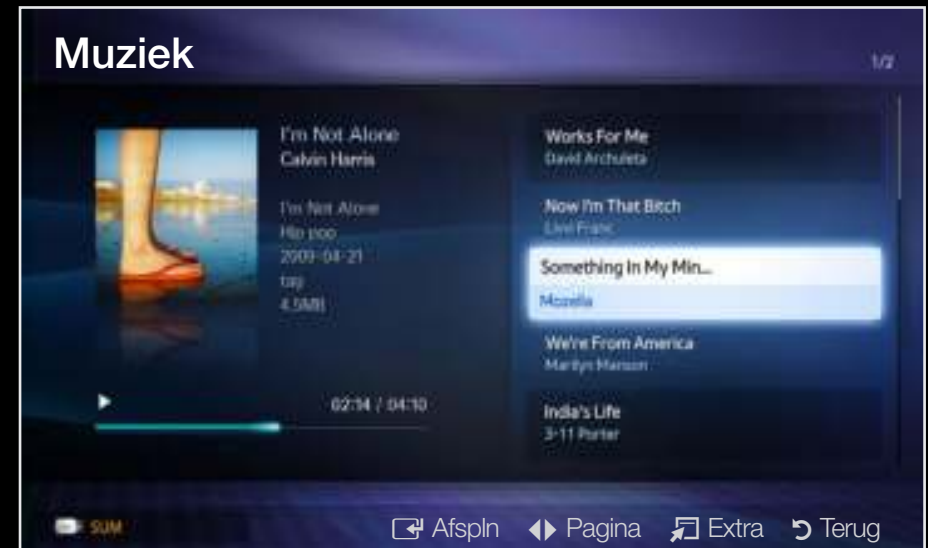 Muziek
1/2
I'm Not Alone
Calvin Harris
I'm Not Alone
Hip pop
2009-04-21
4.5MB
02:14 / 04:10
Works For Me
David Archuleta
Now I'm That Bitch
Livvi Franc
Something In My Min...
Mozella
We're From America
Marilyn Manson
India's Life
3-11 Porter
SUM
Afspln
Pagina
Extra
Terug